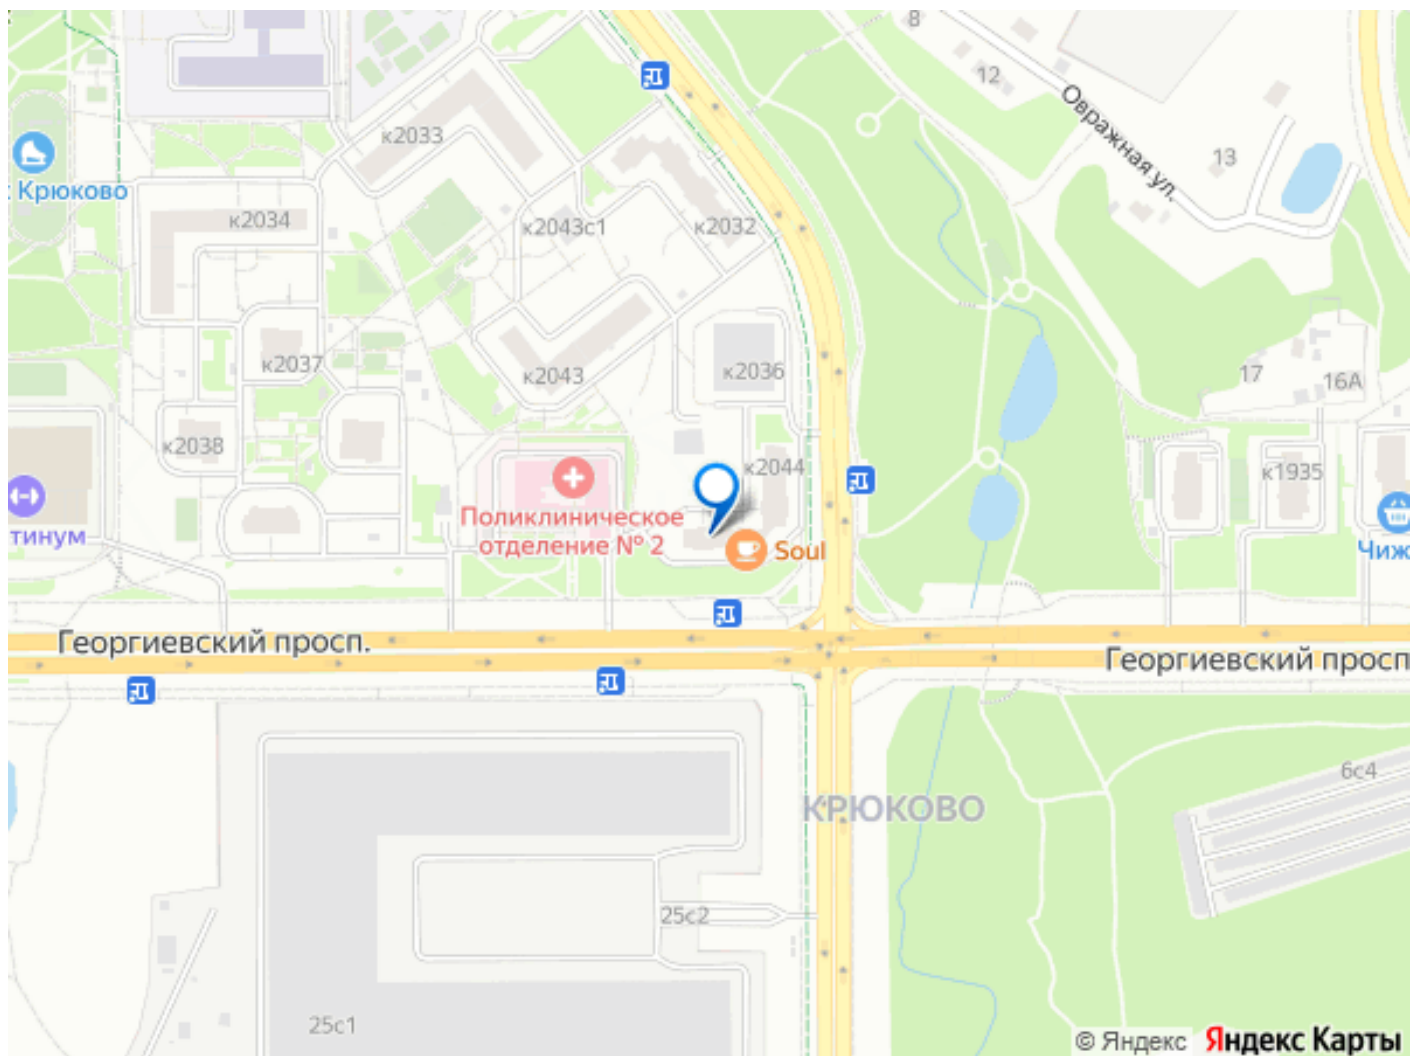 8
12
Овражная ул.
к2033
13
к Крюково
к2034
к2043с1
к2032
к2037
к2043
к2036
17
16А
к2038
к2044
к1935
Поликлиническое
отделение № 2
тинум
Soul
Чиж
Георгиевский просп.
Георгиевский просп
6с4
КРЮКОВО
25с2
25с1
© Яндекс Яндекс Карты